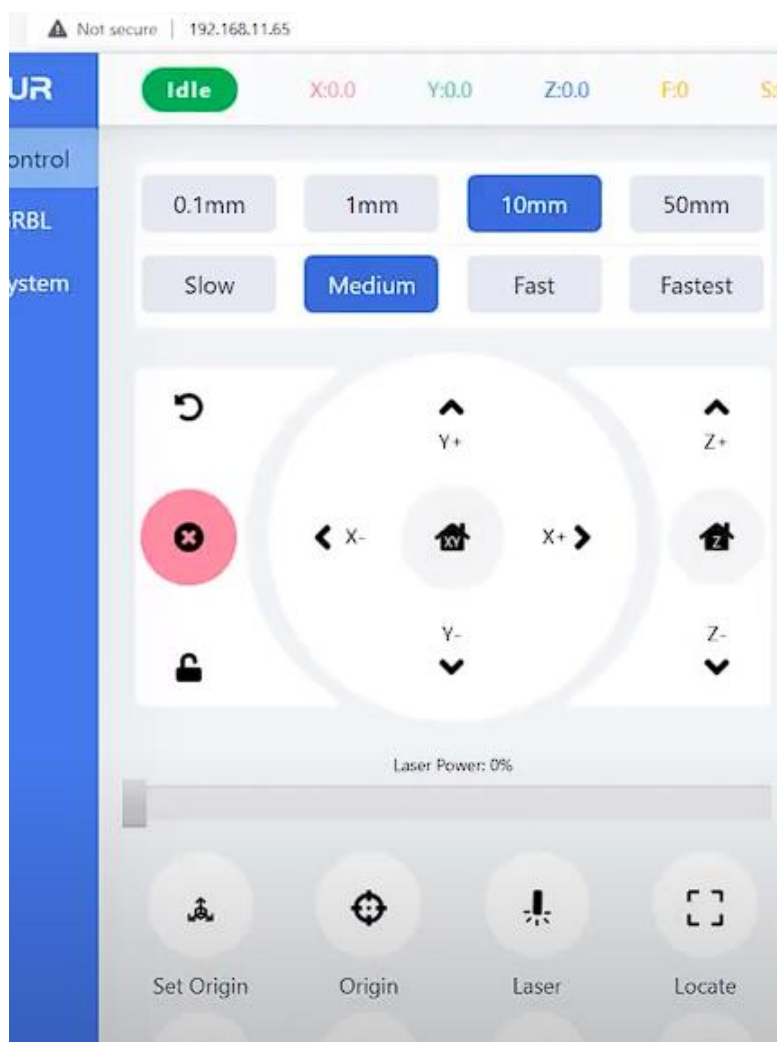 Not secure | 192.168.11.65
UR
Idle X:0.0 Y:0.0 Z:0.0 F:0 S:
ontrol
RBL
ystem
0.1mm 1mm 10mm 50mm
Slow Medium Fast Fastest
Y+ Z+
X- XY X+ Z
Y- Z-
Laser Power: 0%
Set Origin Origin Laser Locate